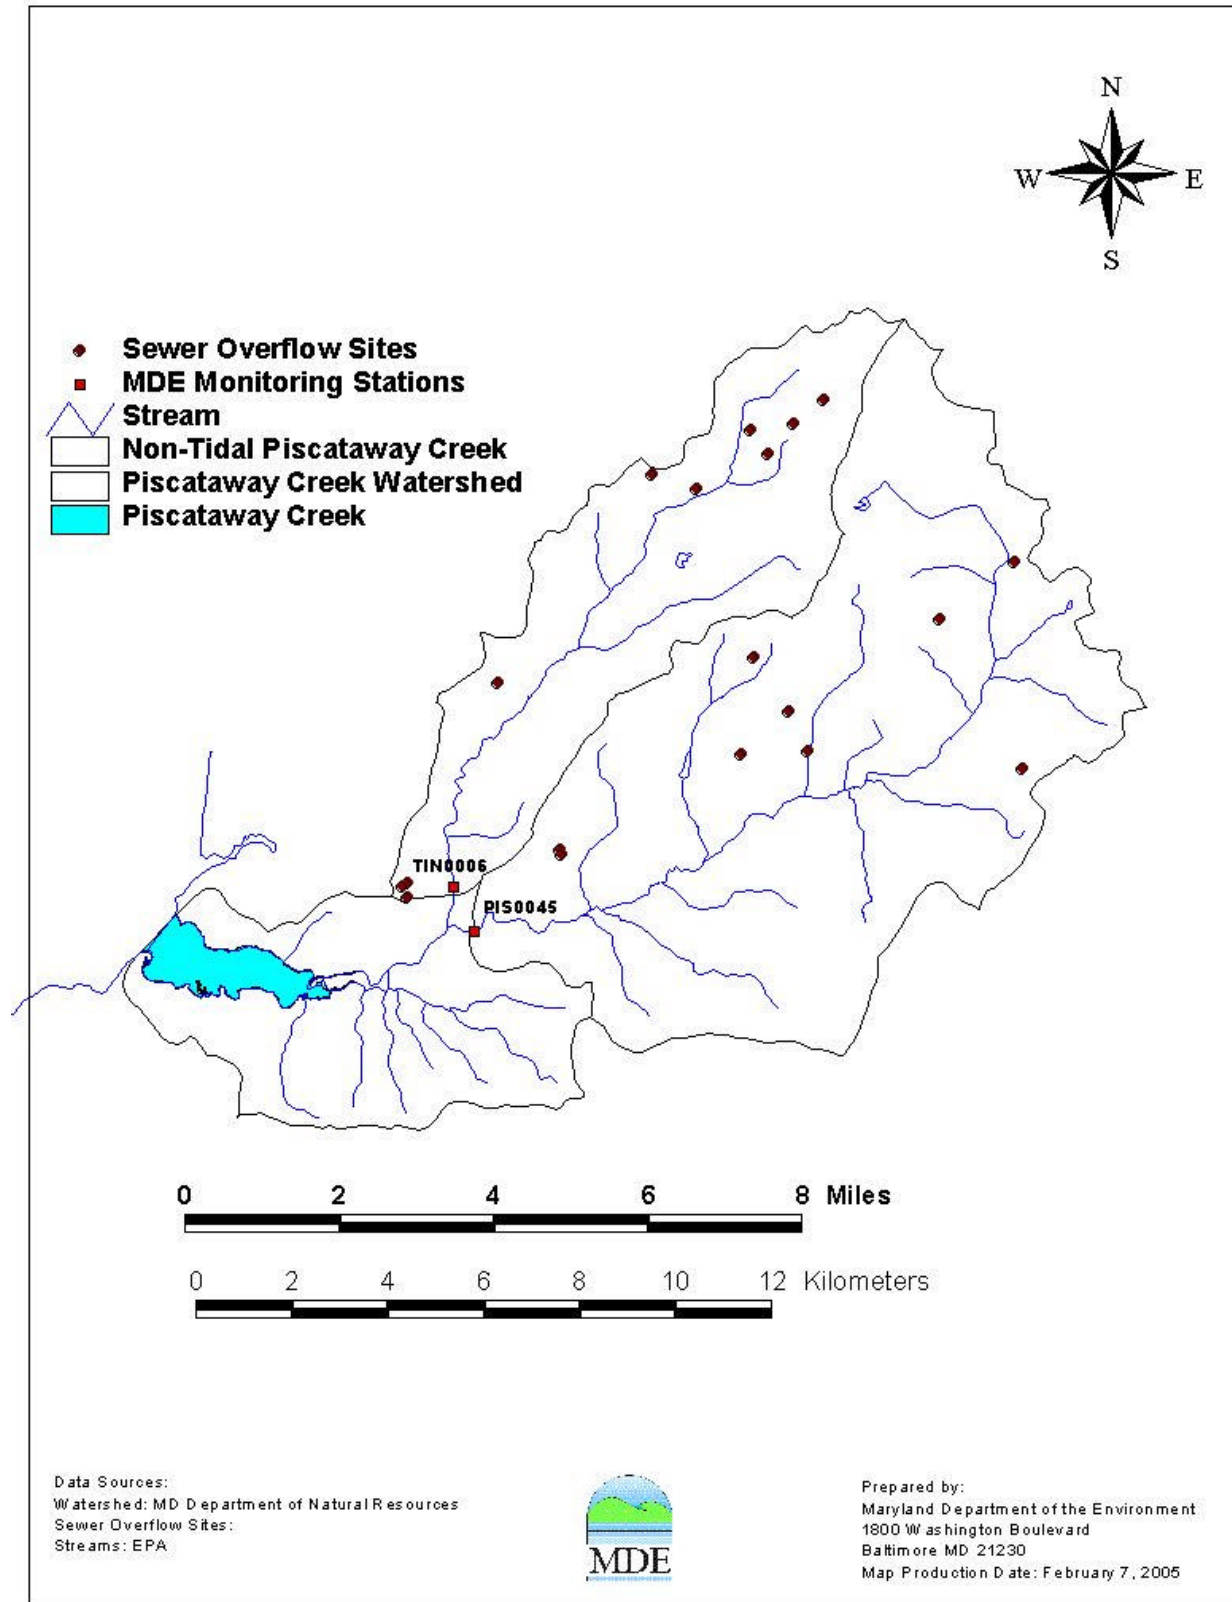 N
W E
S
Sewer Overflow Sites
MDE Monitoring Stations
Stream
Non-Tidal Piscataway Creek
Piscataway Creek Watershed
Piscataway Creek
TIN0006
PIS0045
0 2 4 6 8 Miles
0 2 4 6 8 10 12 Kilometers
Data Sources:
Watershed: MD Department of Natural Resources
Sewer Overflow Sites:
Streams: EPA
MDE
Prepared by:
Maryland Department of the Environment
1800 Washington Boulevard
Baltimore MD 21230
Map Production Date: February 7, 2005